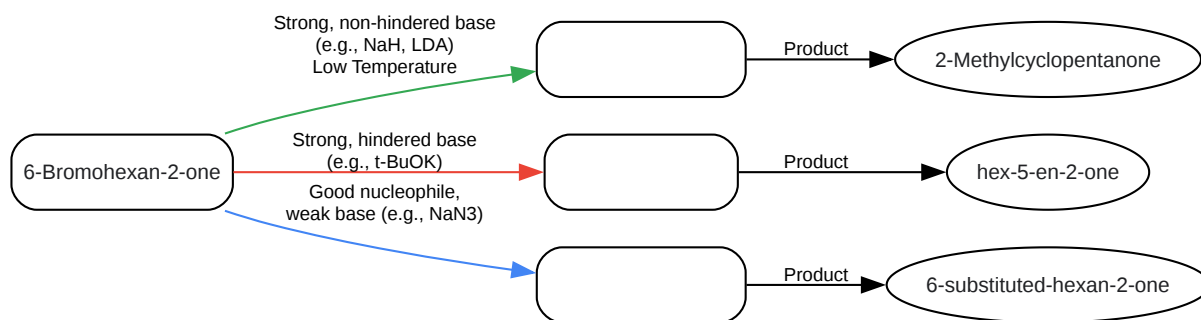 Strong, non-hindered base
(e.g., NaH, LDA)
Low Temperature
Product
2-Methylcyclopentanone
6-Bromohexan-2-one
Strong, hindered base
(e.g., t-BuOK)
Product
hex-5-en-2-one
Good nucleophile,
weak base (e.g., NaN3)
Product
6-substituted-hexan-2-one